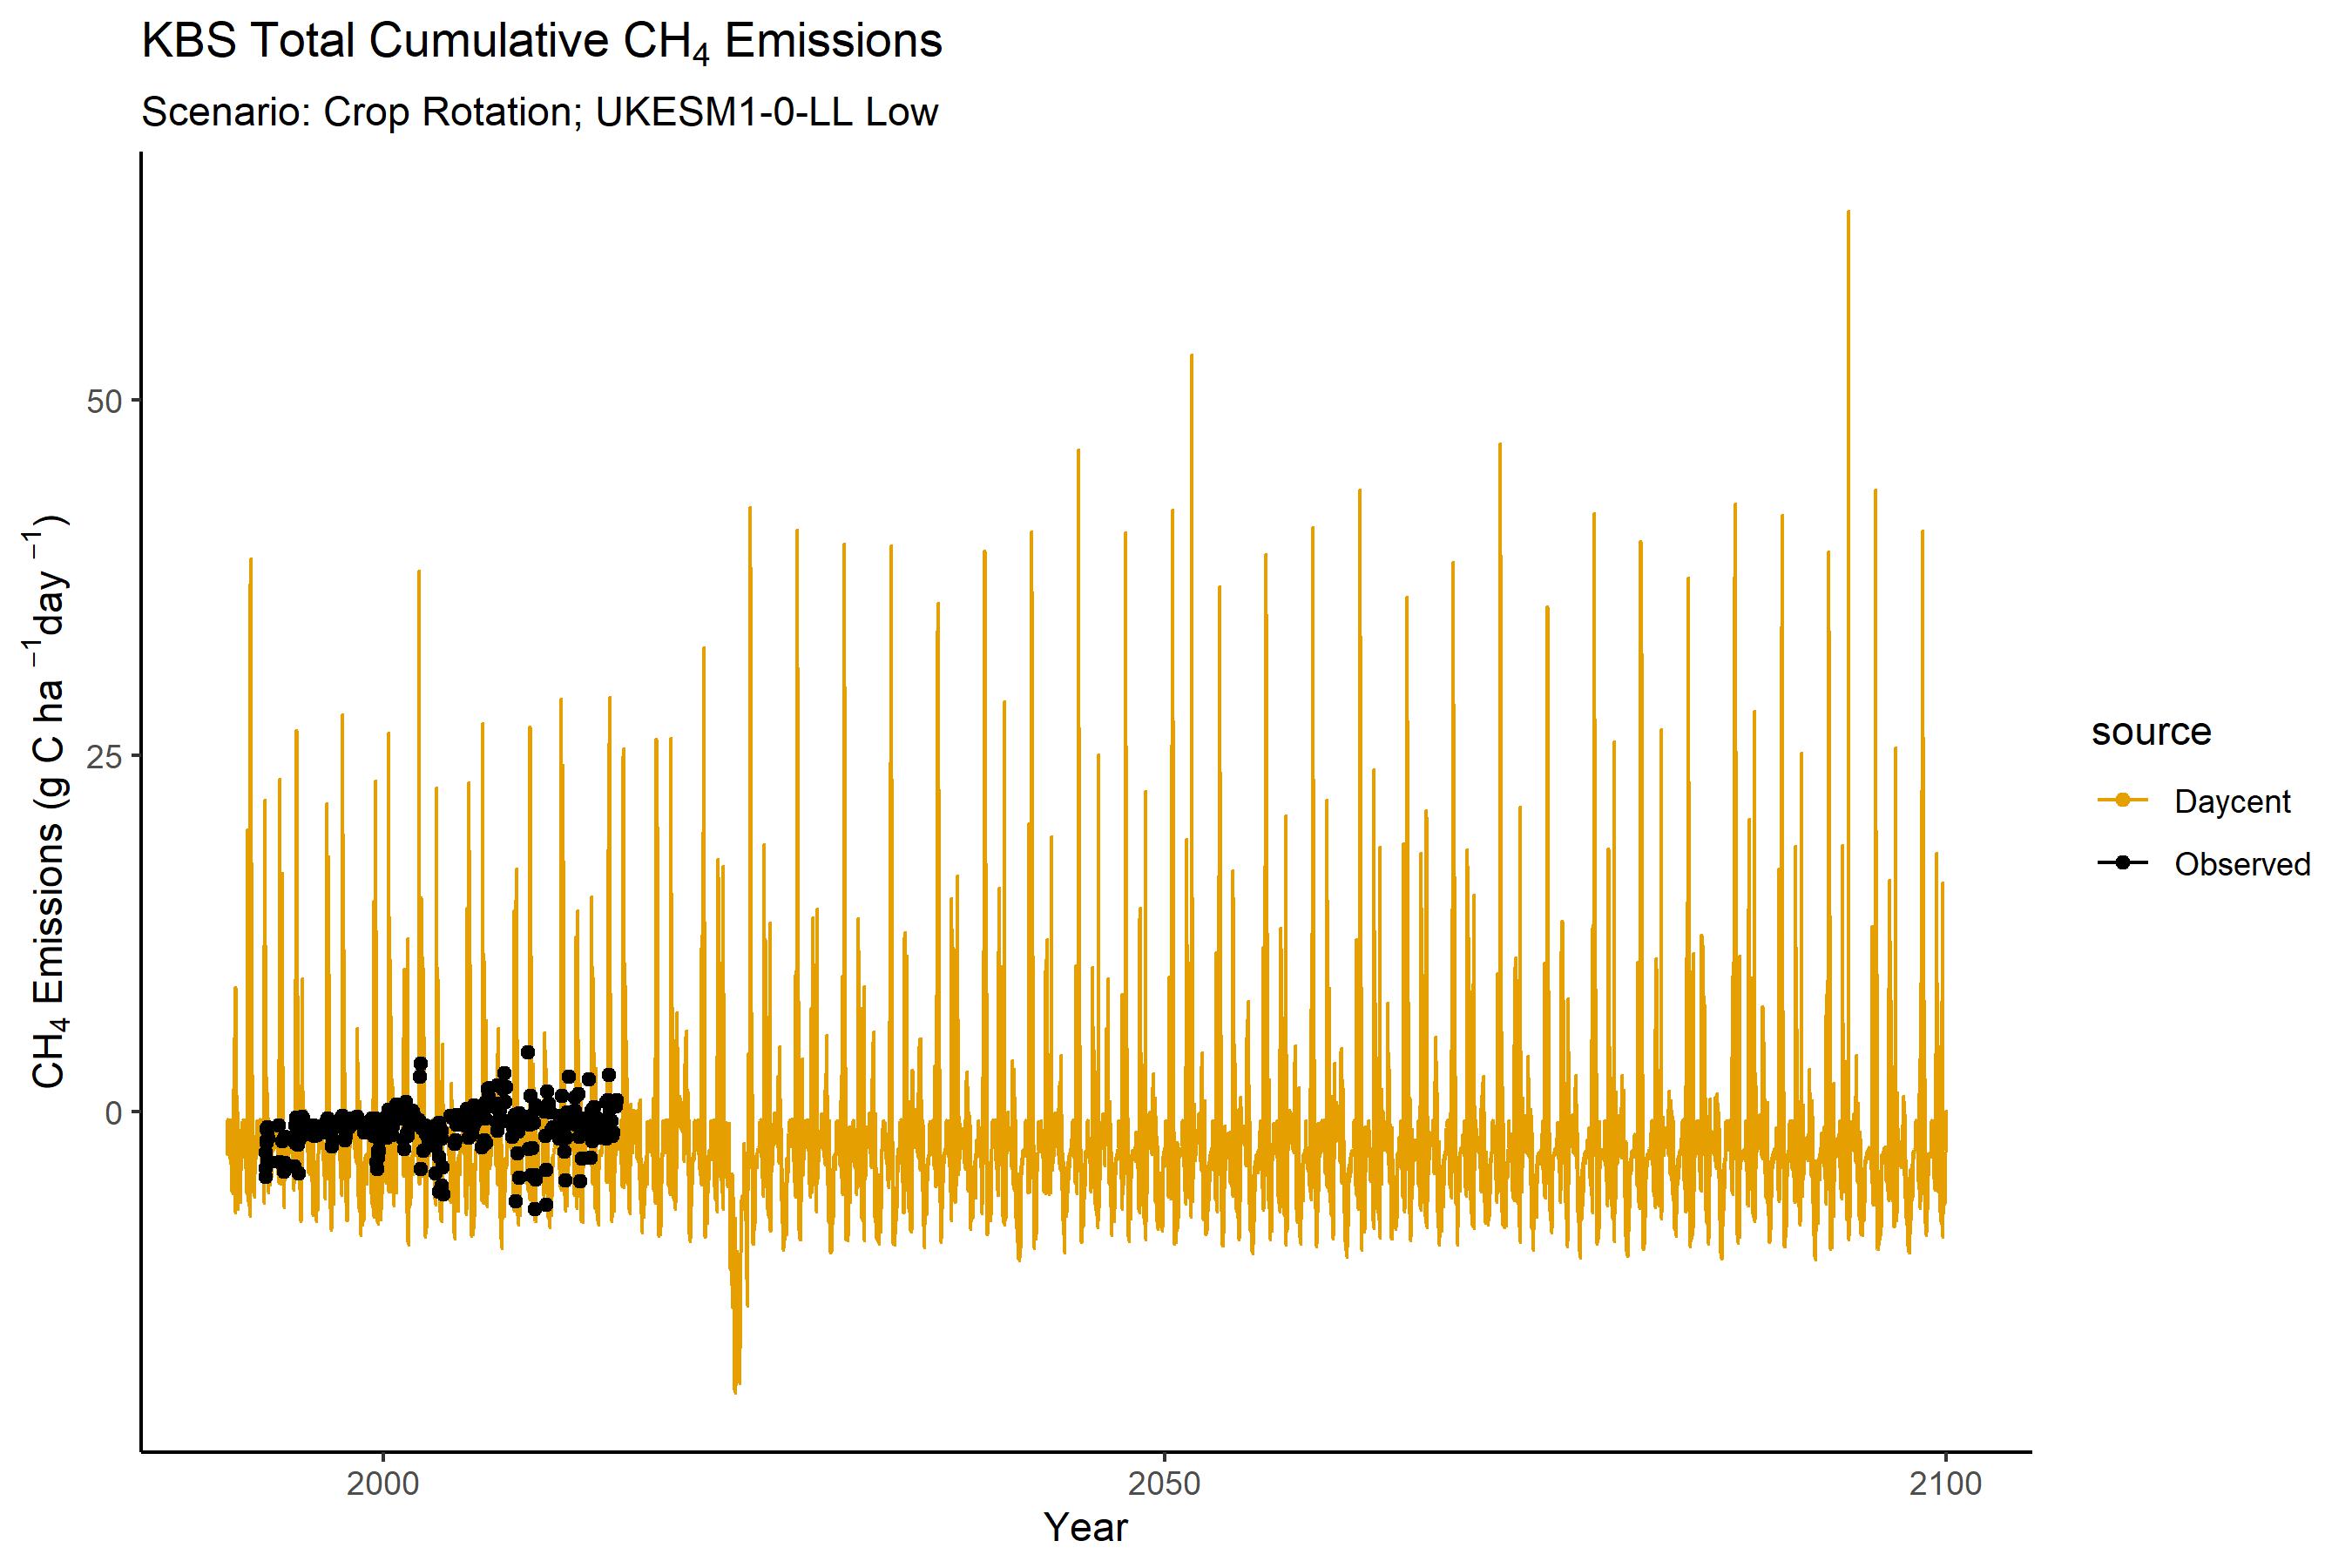 KBS Total Cumulative CH₄ Emissions
Scenario: Crop Rotation; UKESM1-0-LL Low
CH₄ Emissions (g C ha ⁻¹day ⁻¹)
50
25
0
2000
2050
2100
Year
source
Daycent
Observed